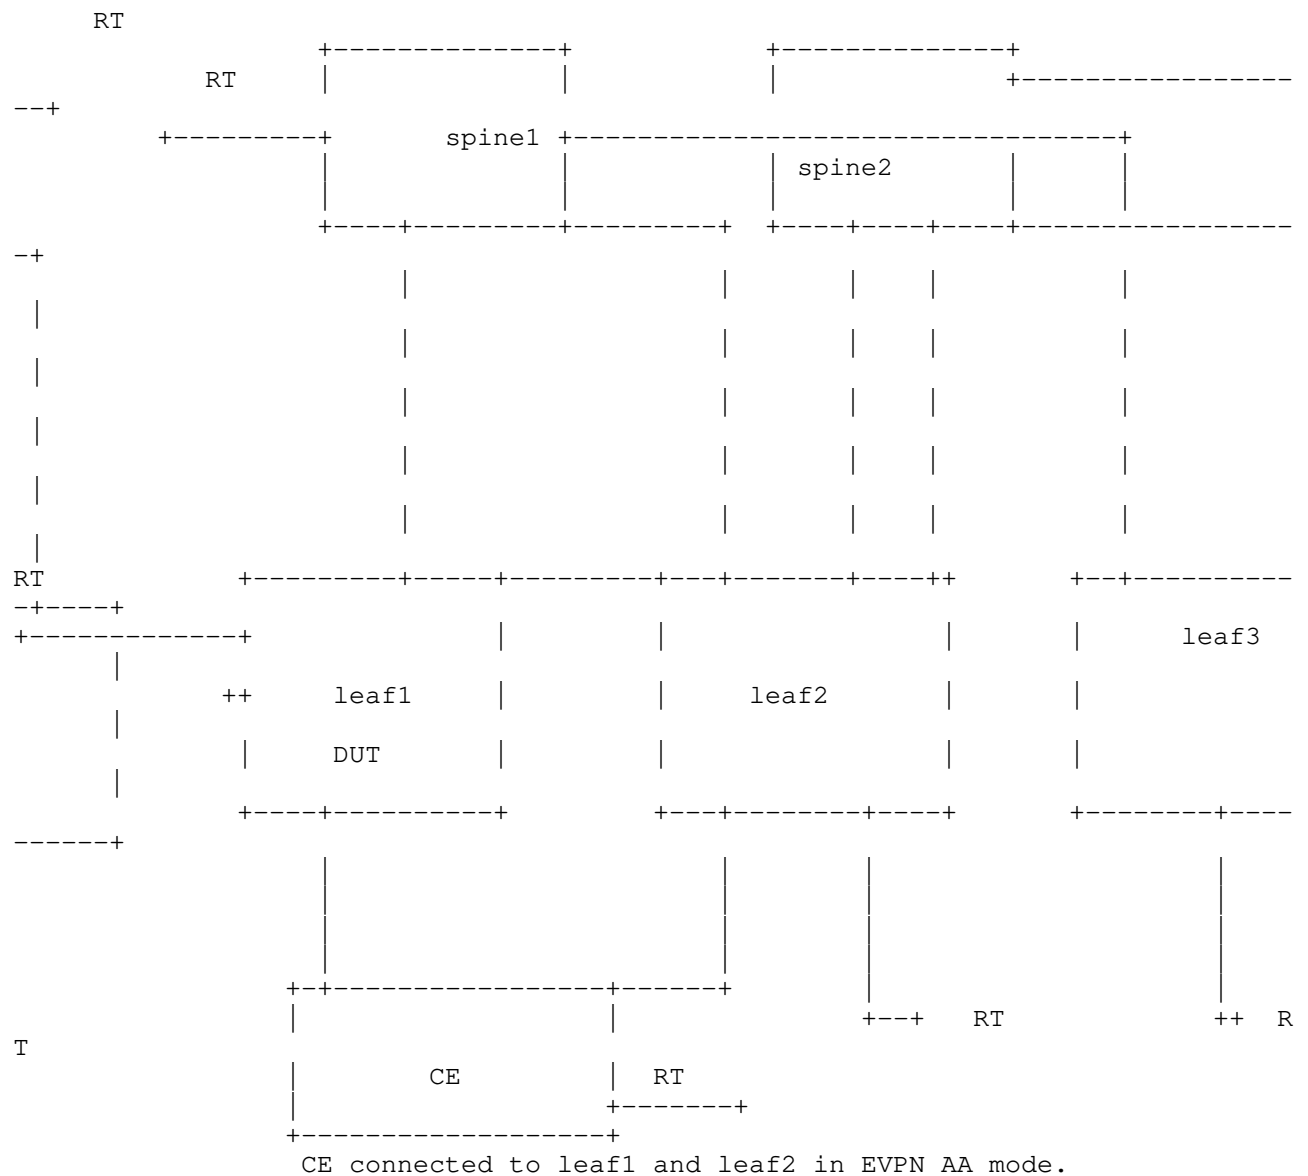 RT
RT
spine1
spine2
RT
leaf3
leaf1 leaf2
DUT
RT R
T
CE RT
CE connected to leaf1 and leaf2 in EVPN AA mode.